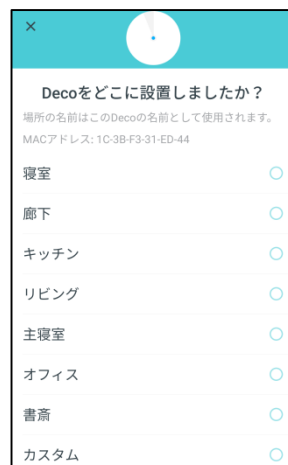 ×
Decoをどこに設置しましたか？
場所の名前はこのDecoの名前として使用されます。
MACアドレス: 1C-3B-F3-31-ED-44
寝室
廊下
キッチン
リビング
主寝室
オフィス
書斎
カスタム